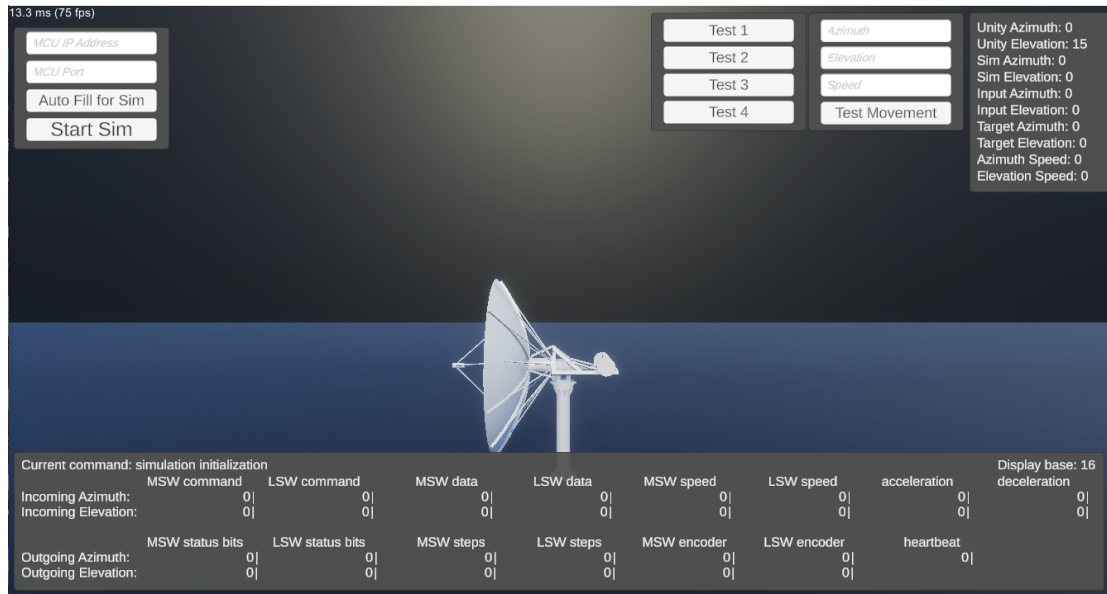 13.3 ms (75 fps)
MCU IP Address
MCU Port
Auto Fill for Sim
Start Sim
Test 1
Test 2
Test 3
Test 4
Azimuth
Elevation
Speed
Test Movement
Unity Azimuth: 0
Unity Elevation: 15
Sim Azimuth: 0
Sim Elevation: 0
Input Azimuth: 0
Input Elevation: 0
Target Azimuth: 0
Target Elevation: 0
Azimuth Speed: 0
Elevation Speed: 0
Current command: simulation initialization Display base: 16
MSW command LSW command MSW data LSW data MSW speed LSW speed acceleration deceleration
Incoming Azimuth: 0| 0| 0| 0| 0| 0| 0| 0|
Incoming Elevation: 0| 0| 0| 0| 0| 0| 0| 0|
MSW status bits LSW status bits MSW steps LSW steps MSW encoder LSW encoder heartbeat
Outgoing Azimuth: 0| 0| 0| 0| 0| 0| 0|
Outgoing Elevation: 0| 0| 0| 0| 0| 0|